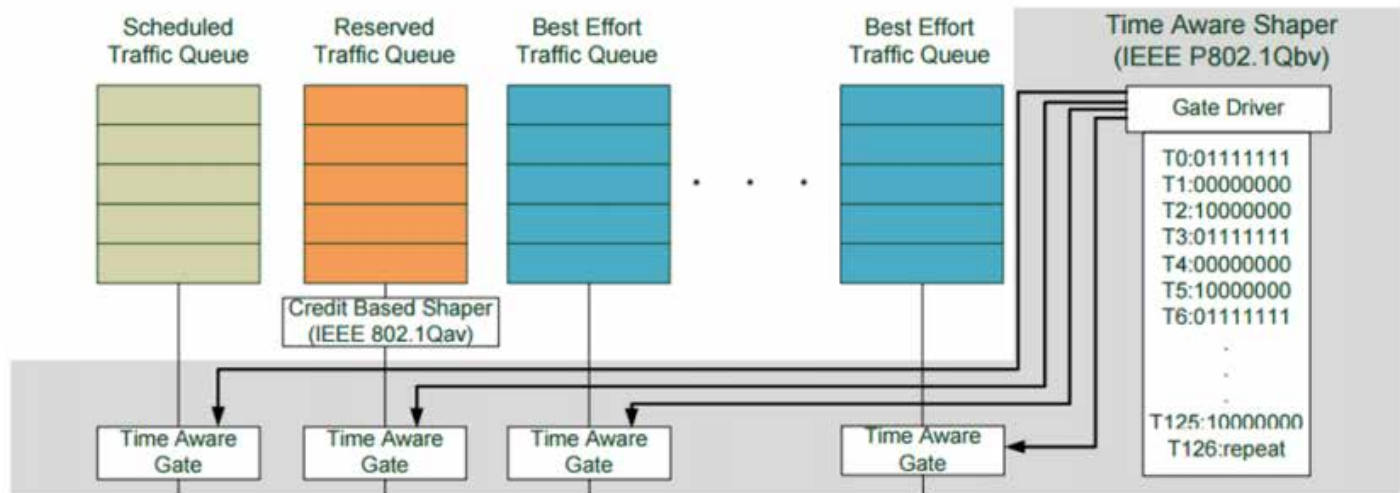 Scheduled
Traffic Queue
Reserved
Traffic Queue
Best Effort
Traffic Queue
Best Effort
Traffic Queue
Time Aware Shaper
(IEEE P802.1Qbv)
Gate Driver
T0:01111111
T1:00000000
T2:10000000
T3:01111111
T4:00000000
T5:10000000
T6:01111111
.
.
.
T125:10000000
T126:repeat
. . .
Credit Based Shaper
(IEEE 802.1Qav)
Time Aware
Gate
Time Aware
Gate
Time Aware
Gate
Time Aware
Gate